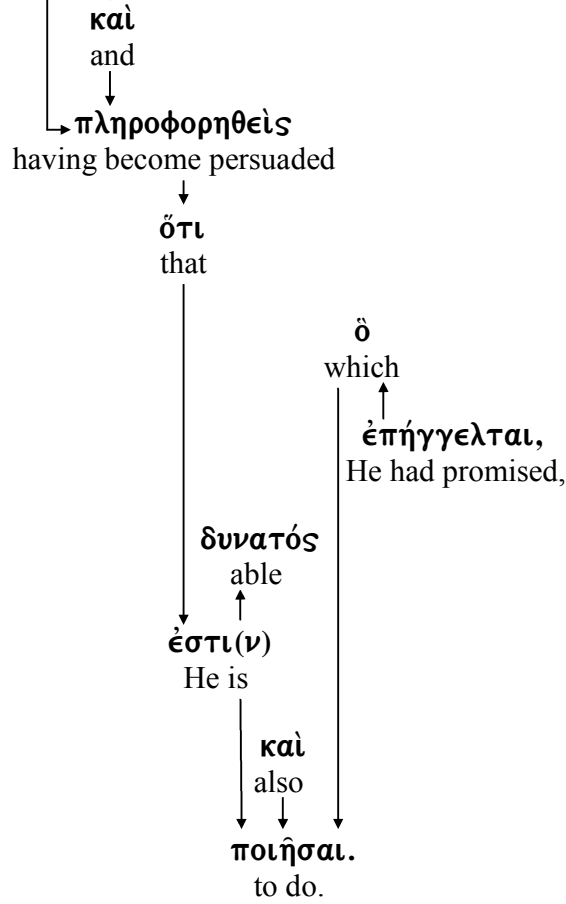 καὶ
and
πληροφορηθεὶς
having become persuaded
ὅτι
that
ὃ
which
ἐπήγγελται,
He had promised,
δυνατός
able
ἐστι(ν)
He is
καὶ
also
ποιῆσαι.
to do.